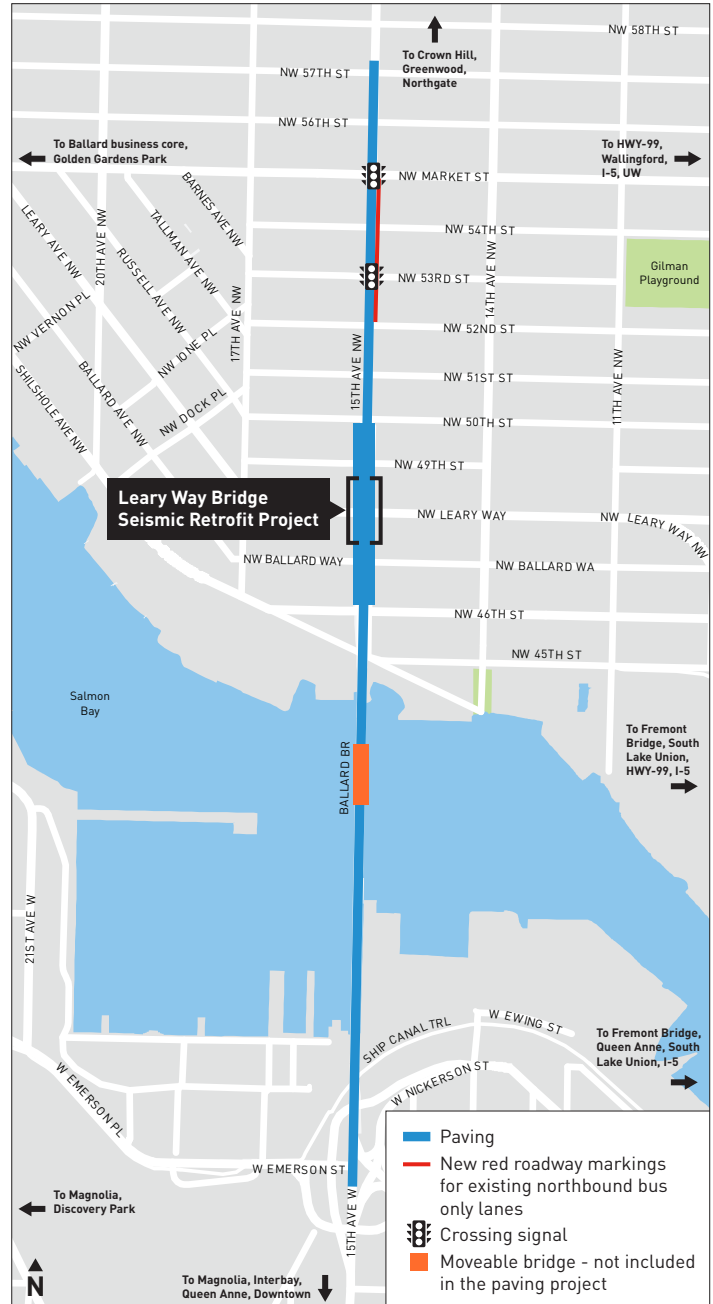 NW 58TH ST
To Crown Hill,
Greenwood,
Northgate
NW 57TH ST
NW 56TH ST
To Ballard business core,
Golden Gardens Park
To HWY-99,
Wallingford,
I-5, UW
NW MARKET ST
BARNES AVE NW
TALLMAN AVE NW
LEARY AVE NW
20TH AVE NW
RUSSELL AVE NW
NW 54TH ST
14TH AVE NW
Gilman
Playground
NW 53RD ST
NW VERNON PL
NW IONE PL
17TH AVE NW
NW 52ND ST
15TH AVE NW
11TH AVE NW
SHILSHOLE AVE NW
BALLARD AVE NW
NW DOCK PL
NW 51ST ST
NW 50TH ST
NW 49TH ST
Leary Way Bridge
Seismic Retrofit Project
NW LEARY WAY
NW LEARY WAY NW
NW BALLARD WAY
NW BALLARD WA
NW 46TH ST
NW 45TH ST
Salmon
Bay
BALLARD BR
To Fremont
Bridge, South
Lake Union,
HWY-99, I-5
21ST AVE W
SHIP CANAL TRL
W EWING ST
To Fremont Bridge,
Queen Anne, South
Lake Union, I-5
W NICKERSON ST
W EMERSON PL
W EMERSON ST
To Magnolia,
Discovery Park
15TH AVE W
N
To Magnolia, Interbay,
Queen Anne, Downtown
Paving
New red roadway markings
for existing northbound bus
only lanes
Crossing signal
Moveable bridge - not included
in the paving project